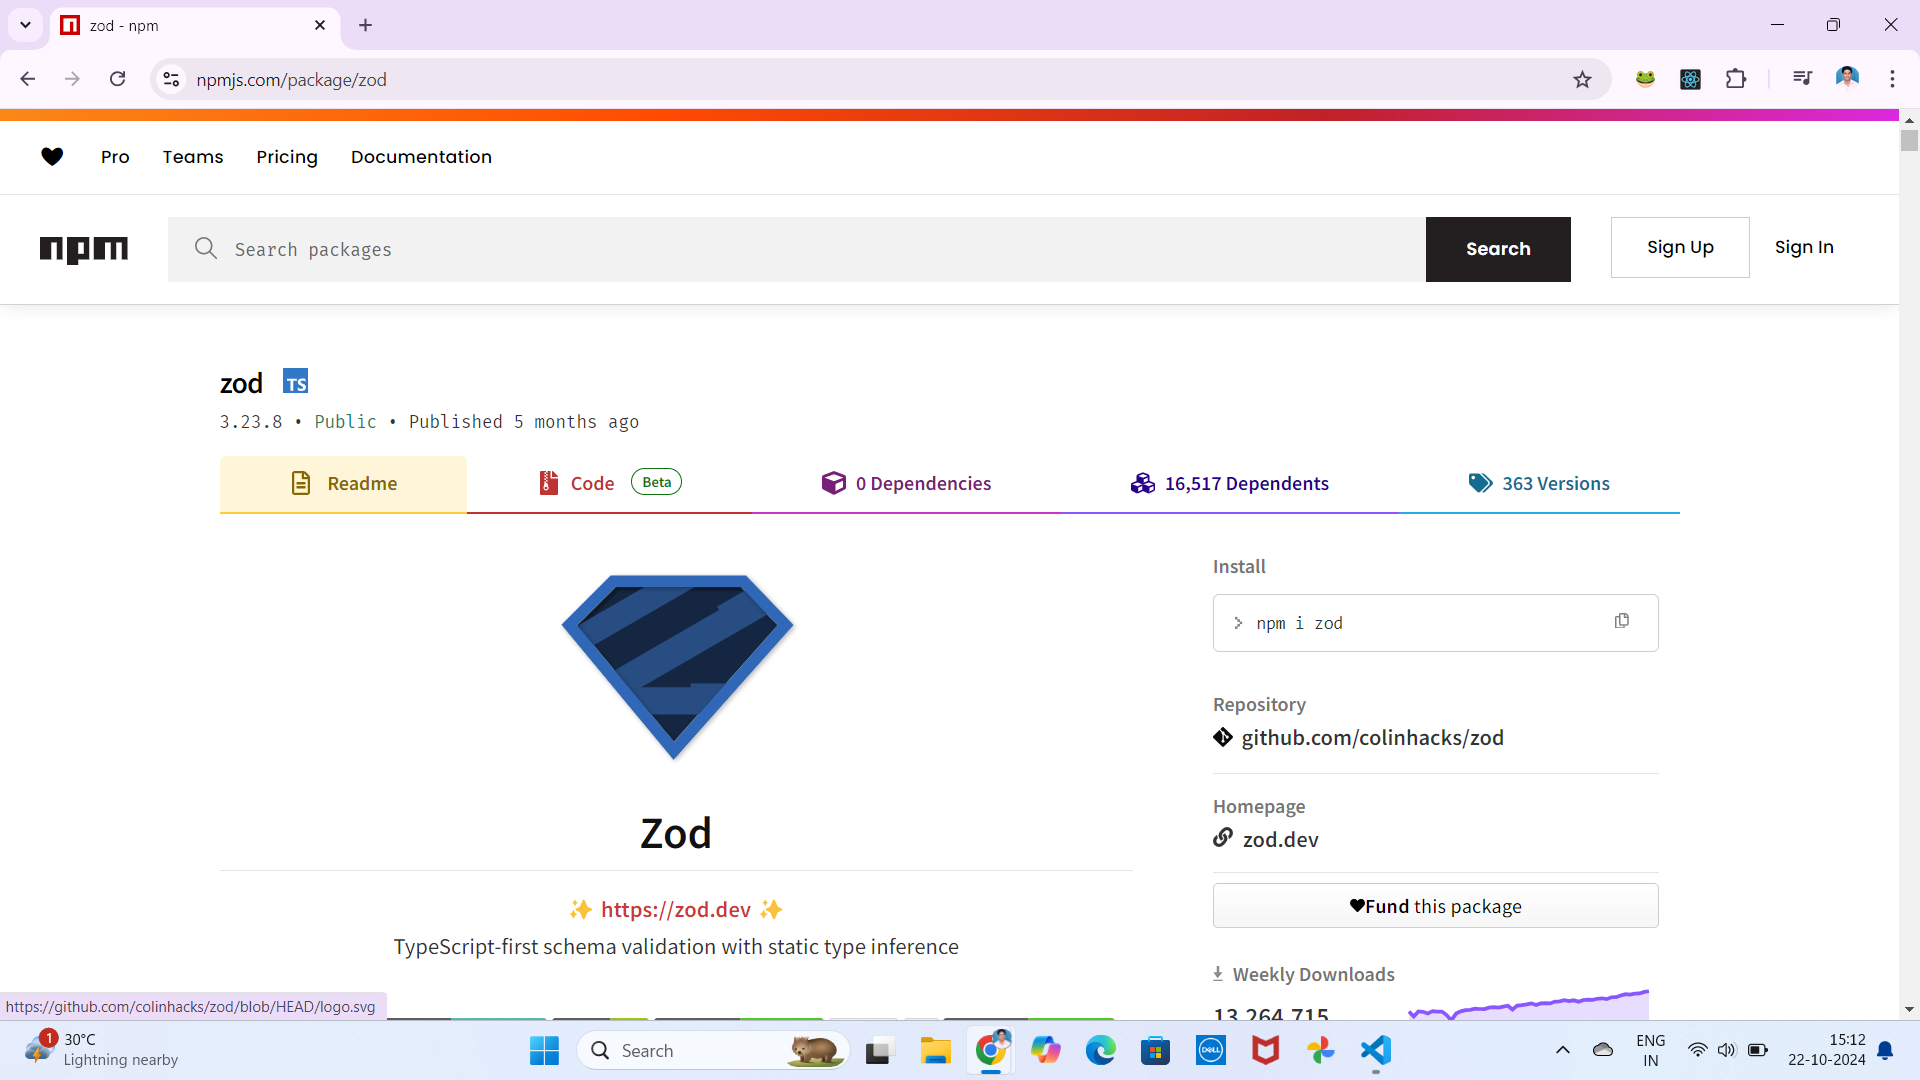 zod - npm
npmjs.com/package/zod
Pro Teams Pricing Documentation
npm
Search packages
Search
Sign Up
Sign In
zod TS
3.23.8 • Public • Published 5 months ago
Readme
Code Beta
0 Dependencies
16,517 Dependents
363 Versions
Install
> npm i zod
Repository
github.com/colinhacks/zod
Homepage
zod.dev
Fund this package
Weekly Downloads
13,264,715
Zod
✨ https://zod.dev ✨
TypeScript-first schema validation with static type inference
https://github.com/colinhacks/zod/blob/HEAD/logo.svg
1
30°C
Lightning nearby
Search
DELL
ENG
IN
15:12
22-10-2024